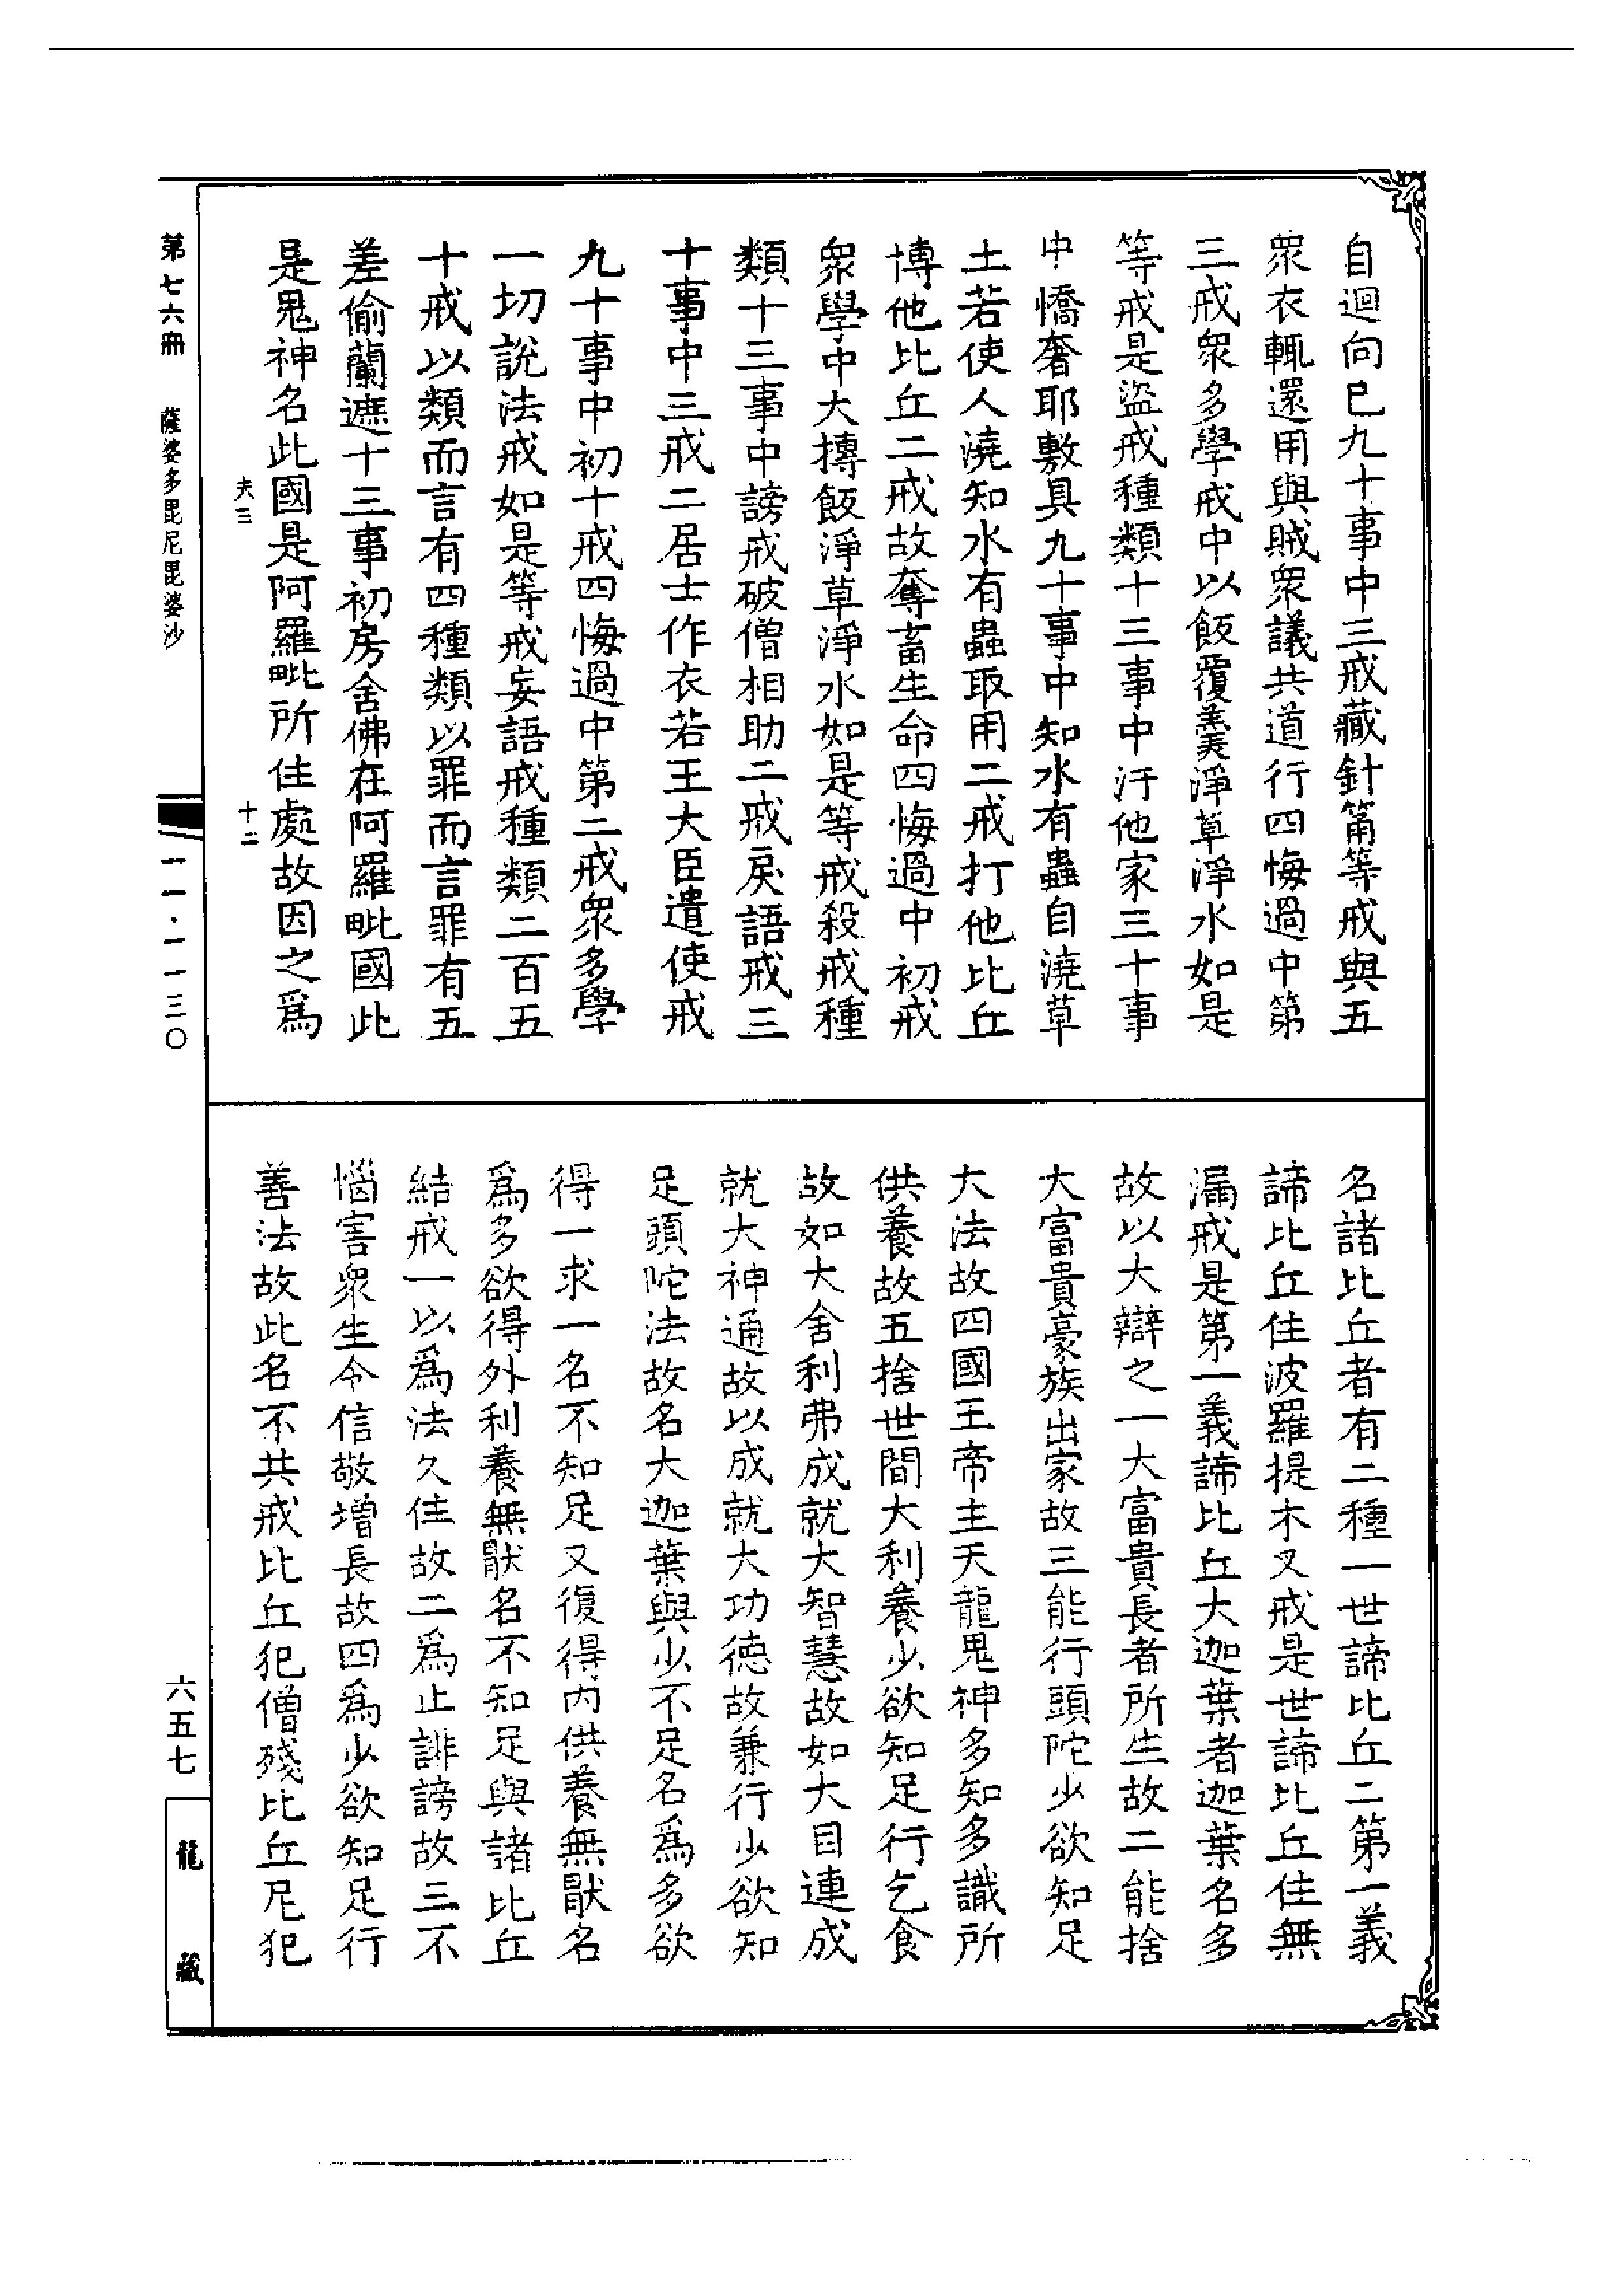 自迴向已九十事中三戒藏針筩等戒與五
眾衣輒還用與賊眾議共道行四悔過中第
三戒眾多學戒中以飯覆羹淨草淨水如是
等戒是盜戒種類十三事中汙他家三十事
中憍奢耶敷具九十事中知水有蟲自澆草
土若使人澆知水有蟲取用二戒打他比丘
搏他比丘二戒故奪畜生命四悔過中初戒
眾學中大摶飯淨草淨水如是等戒殺戒種
類十三事中謗戒破僧相助二戒戾語戒三
十事中三戒二居士作衣若王大臣遣使戒
九十事中初十戒四悔過中第二戒眾多學
一切說法戒如是等戒妄語戒種類二百五
十戒以類而言有四種類以罪而言罪有五
差偷蘭遮十三事初房舍佛在阿羅毗國此
是鬼神名此國是阿羅毗所住處故因之為
名諸比丘者有二種一世諦比丘二第一義
諦比丘住波羅提木叉戒是世諦比丘住無
漏戒是第一義諦比丘大迦葉者迦葉名多
故以大辯之一大富貴長者所生故二能捨
大富貴豪族出家故三能行頭陀少欲知足
大法故四國王帝主天龍鬼神多知多識所
供養故五捨世間大利養少欲知足行乞食
故如大舍利弗成就大智慧故如大目連成
就大神通故以成就大功德故兼行少欲知
足頭陀法故名大迦葉與少不足名為多欲
得一求一名不知足又復得內供養無猒名
為多欲得外利養無猒名不知足與諸比丘
結戒一以為法久住故二為止誹謗故三不
惱害眾生令信敬增長故四為少欲知足行
善法故此名不共戒比丘犯僧殘比丘尼犯
夫三
十二
第七六冊
薩婆多毘尼毘婆沙
一一·一一三〇
六五七
龍藏